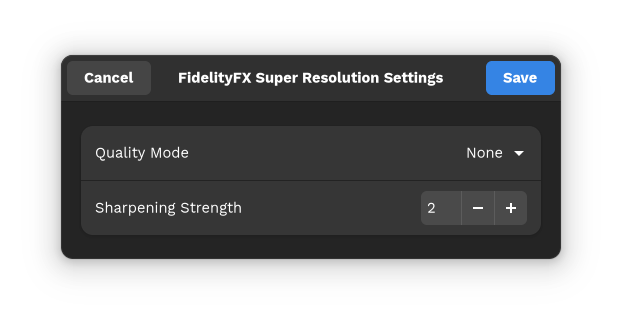 Cancel FidelityFX Super Resolution Settings Save
Quality Mode None
Sharpening Strength 2 − +